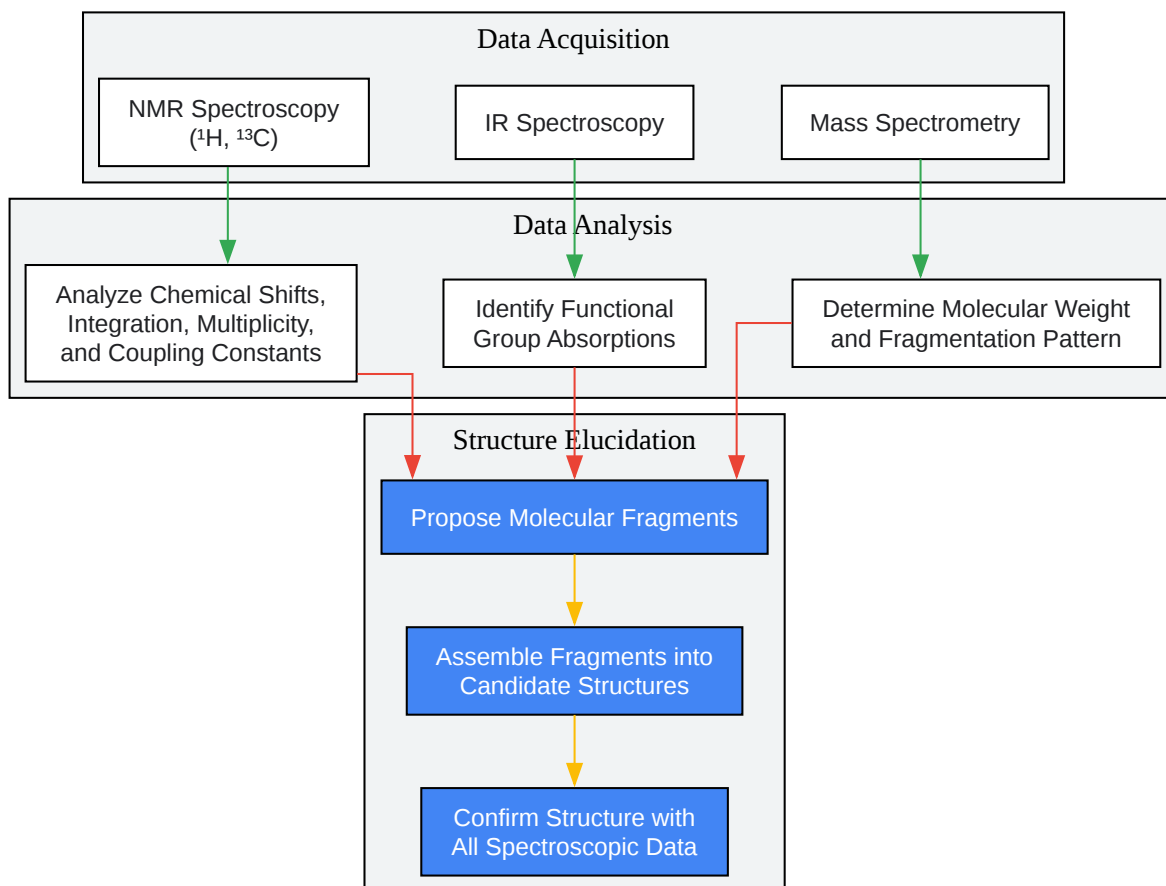 Data Acquisition
NMR Spectroscopy
(¹H, ¹³C)
IR Spectroscopy
Mass Spectrometry
Data Analysis
Analyze Chemical Shifts,
Integration, Multiplicity,
and Coupling Constants
Identify Functional
Group Absorptions
Determine Molecular Weight
and Fragmentation Pattern
Structure Elucidation
Propose Molecular Fragments
Assemble Fragments into
Candidate Structures
Confirm Structure with
All Spectroscopic Data